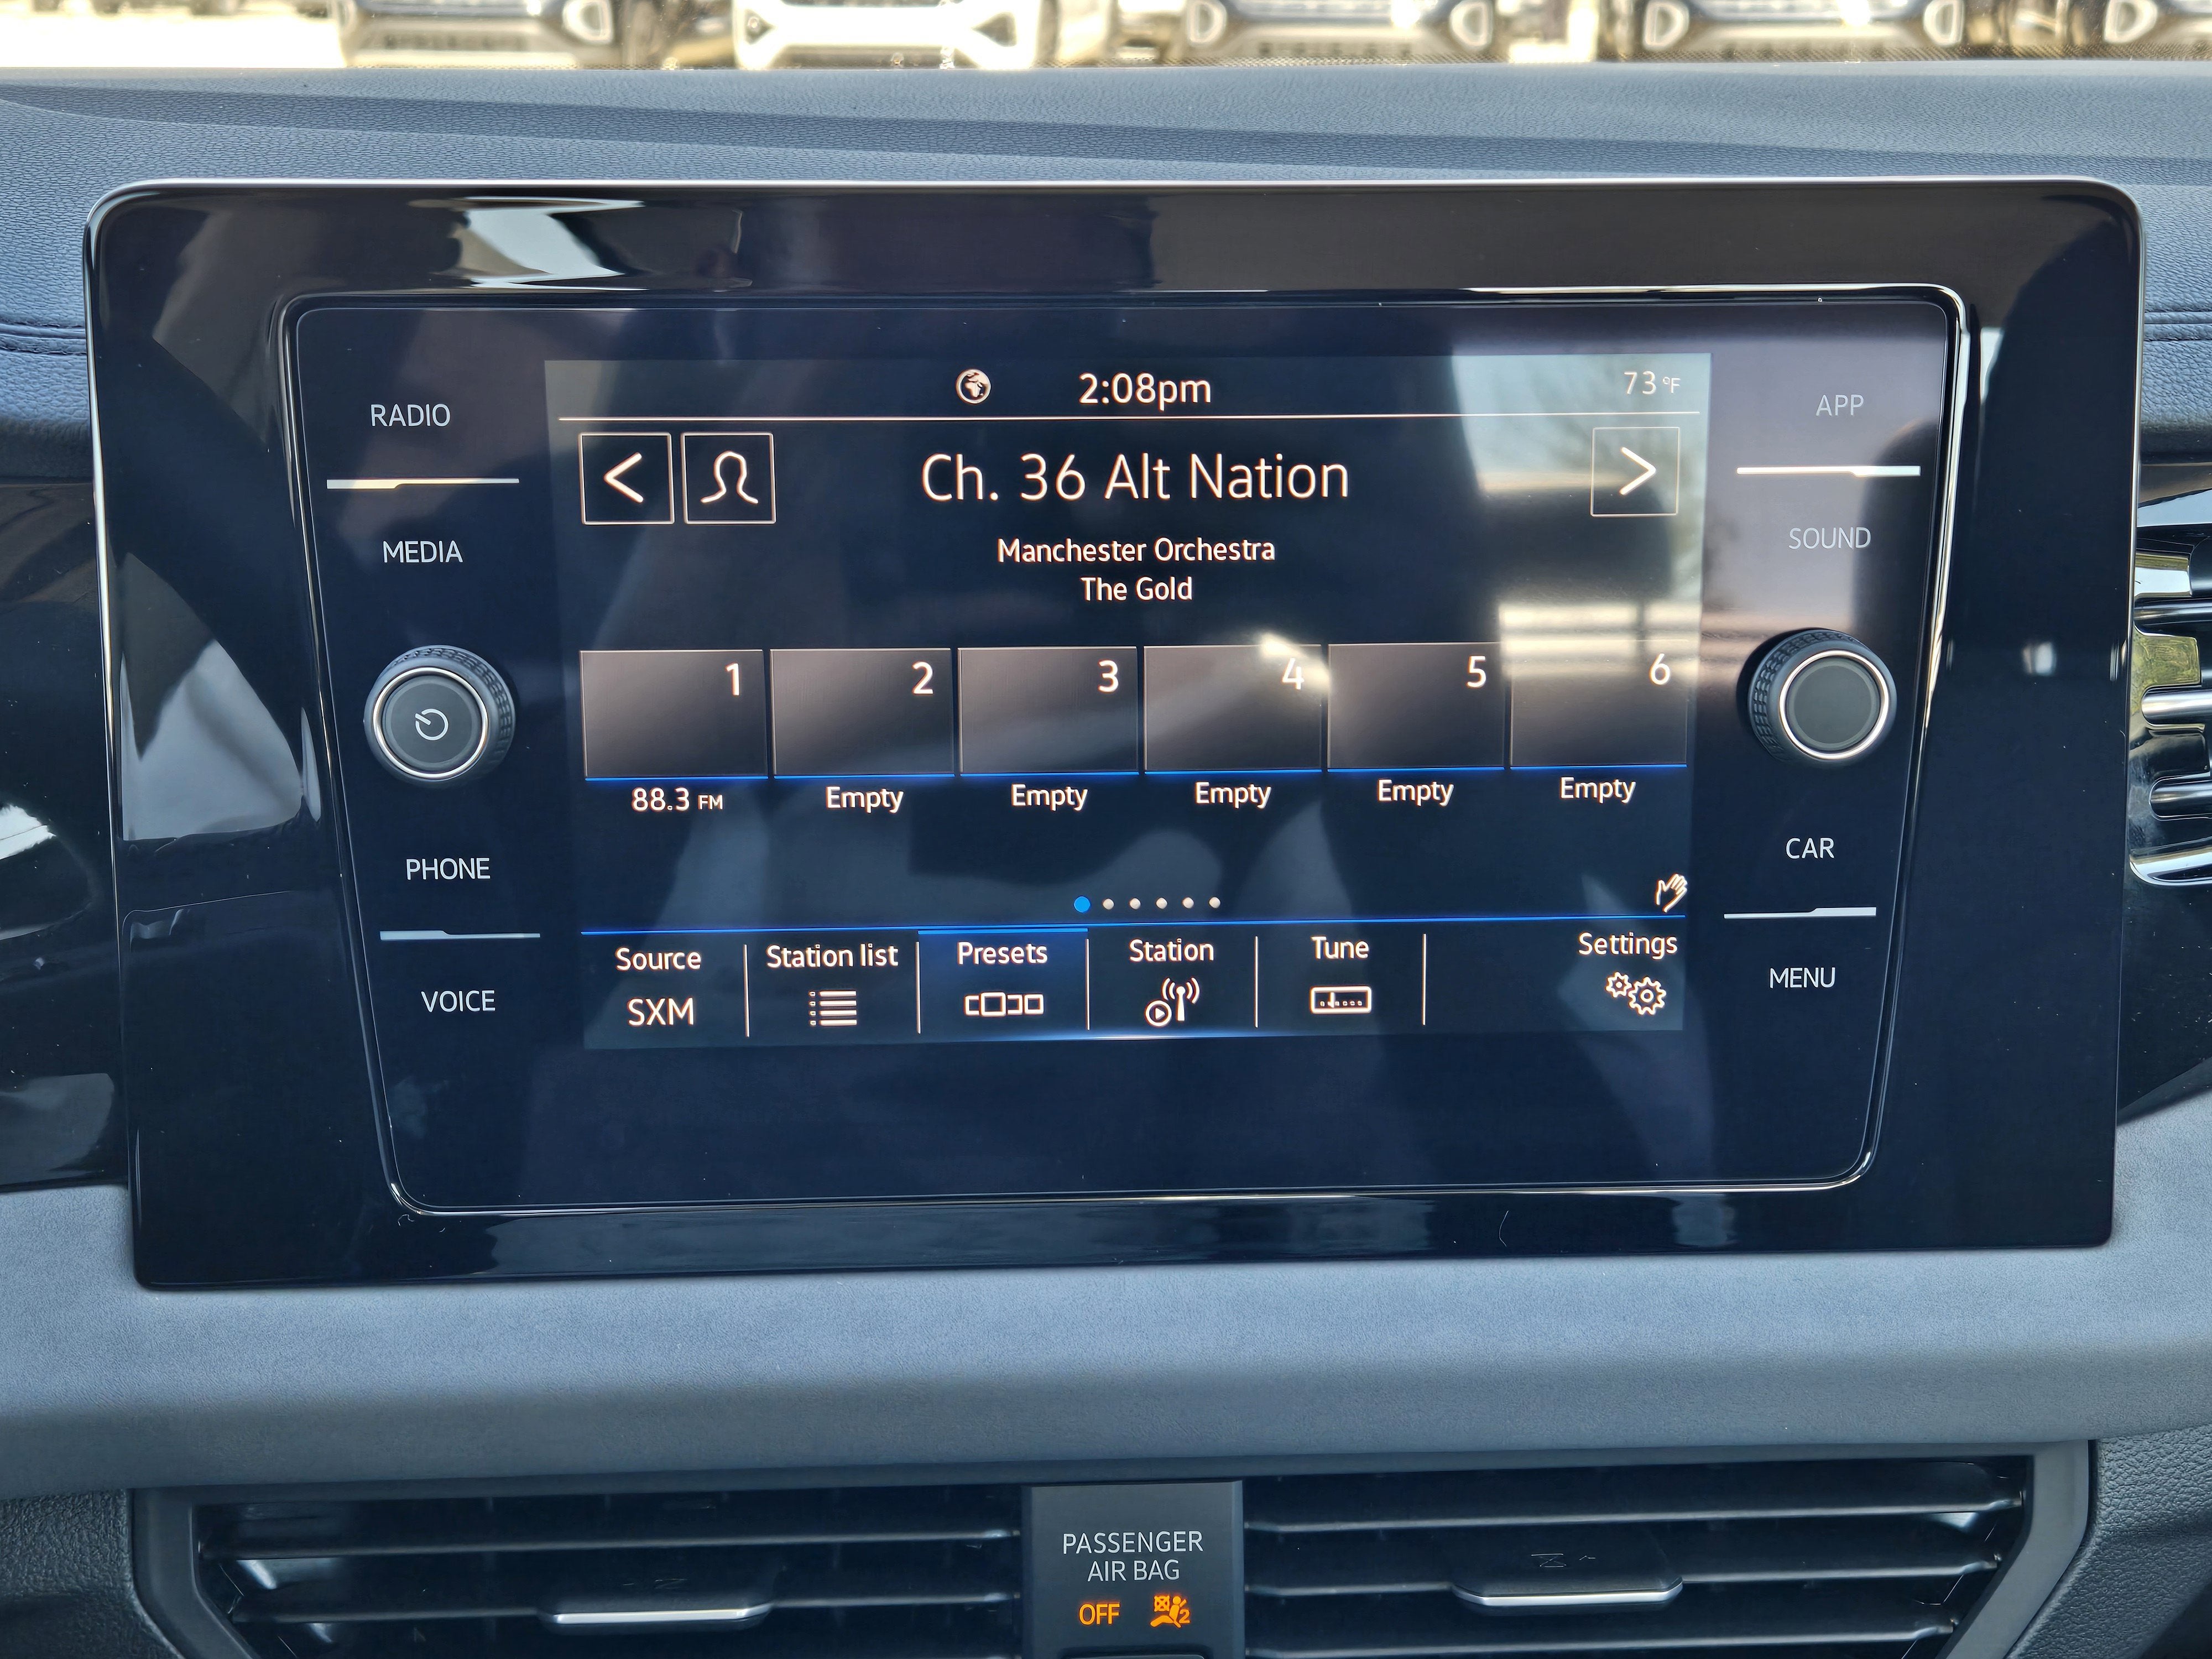 RADIO
MEDIA
PHONE
VOICE
2:08pm
73 °F
Ch. 36 Alt Nation
Manchester Orchestra
The Gold
1 2 3 4 5 6
88.3 FM Empty Empty Empty Empty Empty
Source Station list Presets Station Tune Settings
SXM
APP
SOUND
CAR
MENU
PASSENGER
AIR BAG
OFF 2